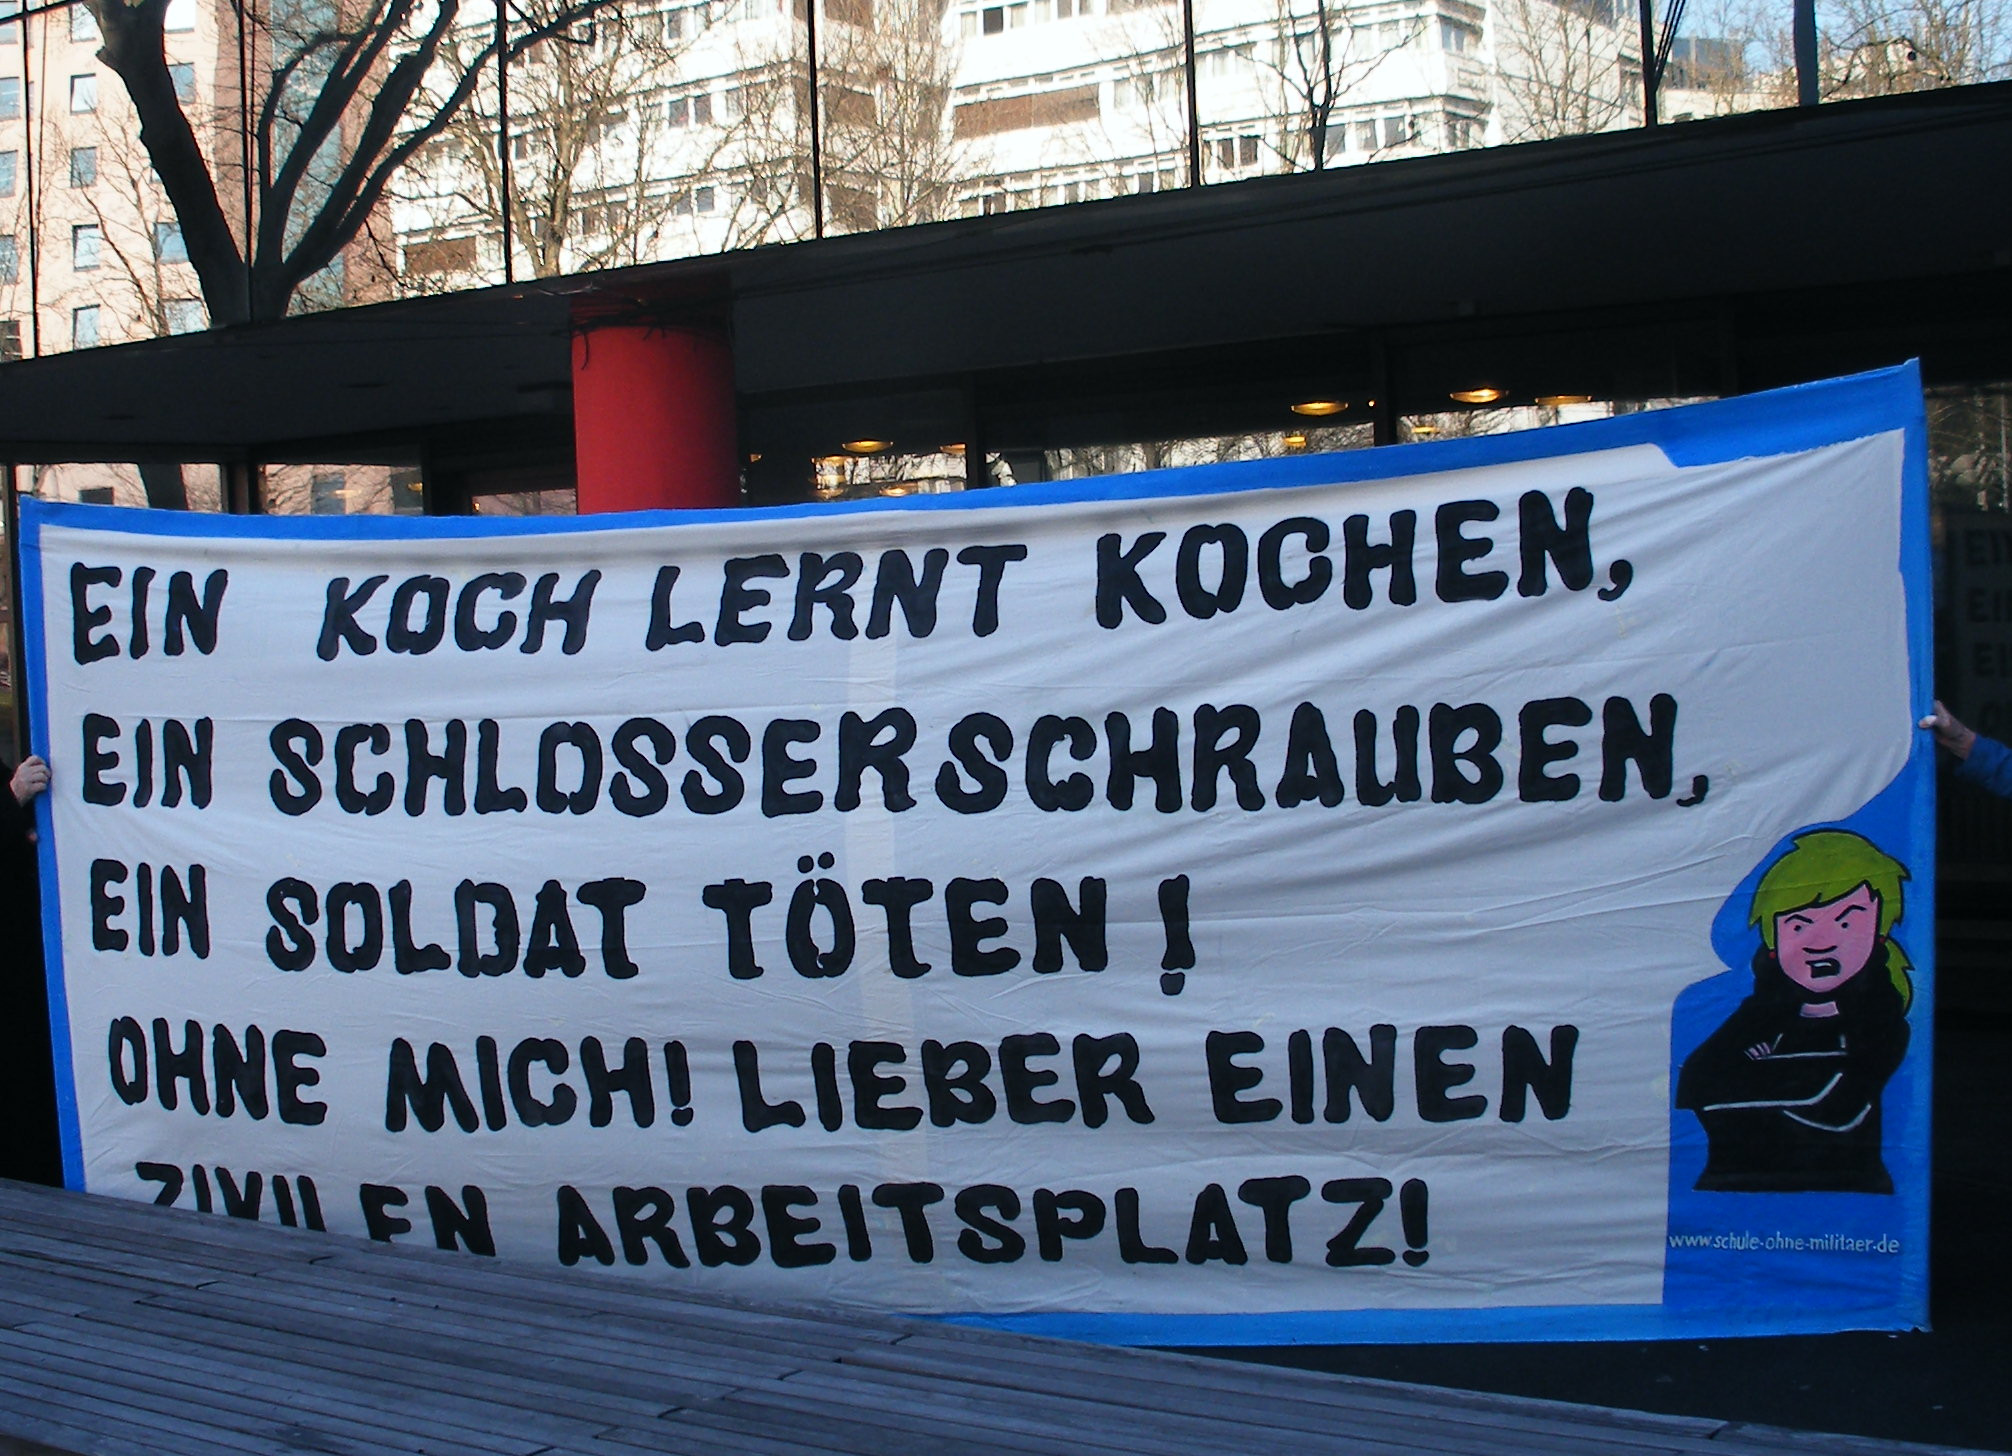 EIN KOCH LERNT KOCHEN,
EIN SCHLOSSER SCHRAUBEN,
EIN SOLDAT TÖTEN!
OHNE MICH! LIEBER EINEN
ZIVILEN ARBEITSPLATZ!
www.schule-ohne-militaer.de